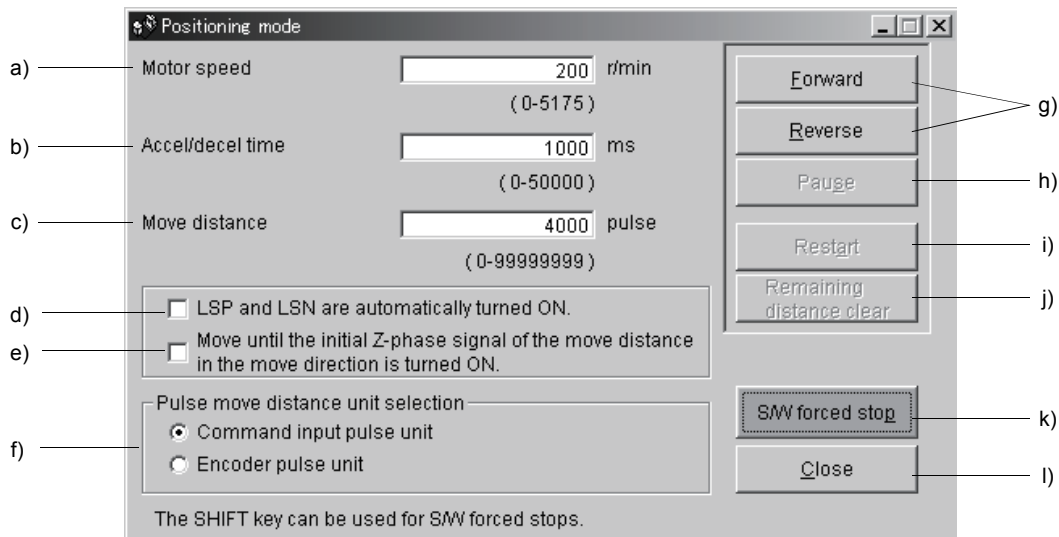 Positioning mode
a) Motor speed 200 r/min
(0-5175)
b) Accel/decel time 1000 ms
(0-50000)
c) Move distance 4000 pulse
(0-99999999)
d) LSP and LSN are automatically turned ON.
e) Move until the initial Z-phase signal of the move distance
in the move direction is turned ON.
f) Pulse move distance unit selection
Command input pulse unit
Encoder pulse unit
The SHIFT key can be used for S/W forced stops.
Forward
Reverse
g)
Pause h)
Restart i)
Remaining
distance clear j)
S/W forced stop k)
Close l)